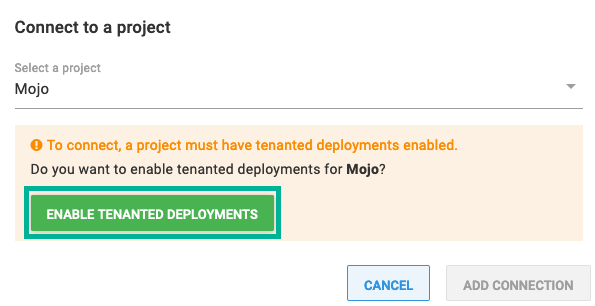 Connect to a project
Select a project
Mojo
To connect, a project must have tenanted deployments enabled.
Do you want to enable tenanted deployments for Mojo?
ENABLE TENANTED DEPLOYMENTS
CANCEL
ADD CONNECTION